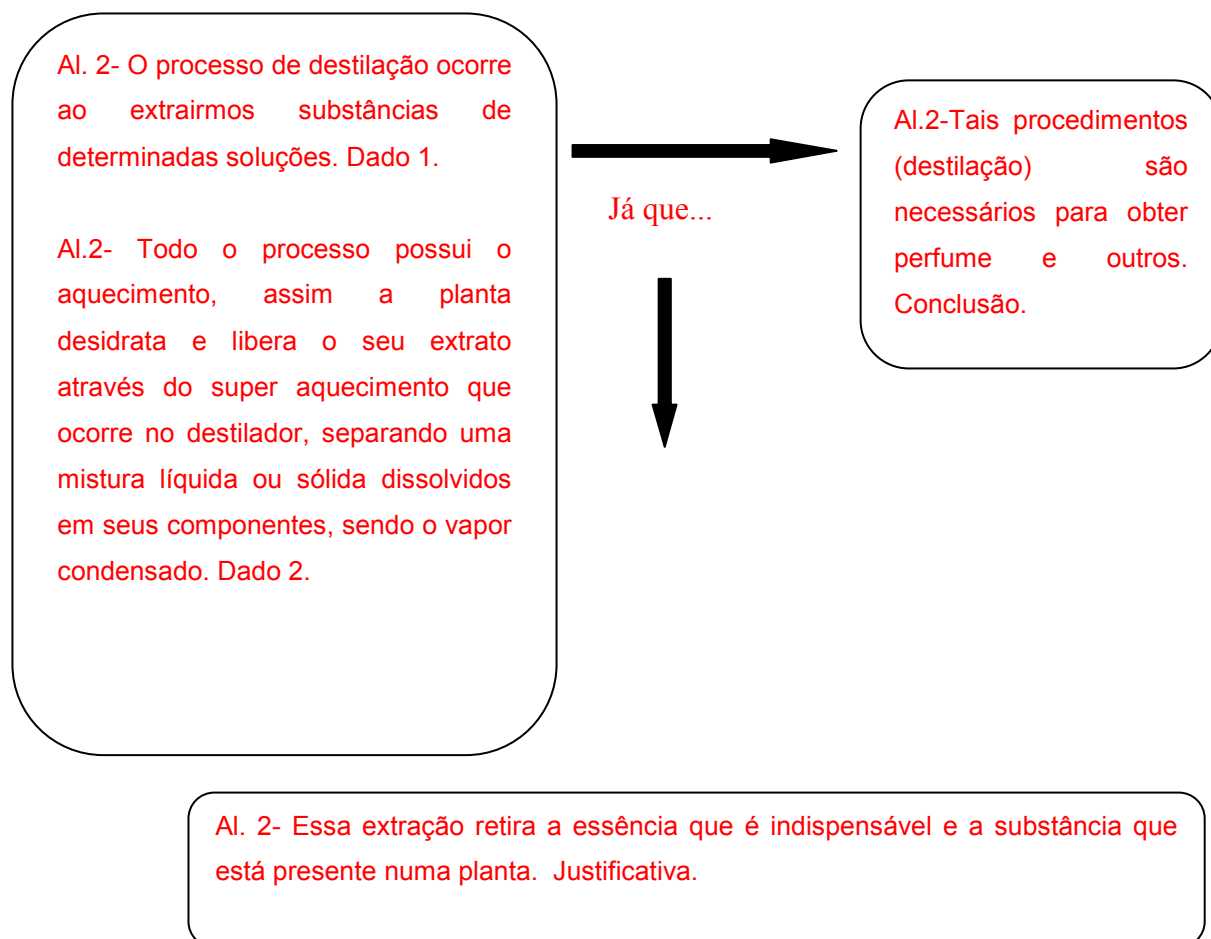 Al. 2- O processo de destilação ocorre
ao extrairmos substâncias de
determinadas soluções. Dado 1.
Al.2- Todo o processo possui o
aquecimento, assim a planta
desidrata e libera o seu extrato
através do super aquecimento que
ocorre no destilador, separando uma
mistura líquida ou sólida dissolvidos
em seus componentes, sendo o vapor
condensado. Dado 2.
Já que...
Al.2-Tais procedimentos
(destilação) são
necessários para obter
perfume e outros.
Conclusão.
Al. 2- Essa extração retira a essência que é indispensável e a substância que
está presente numa planta. Justificativa.